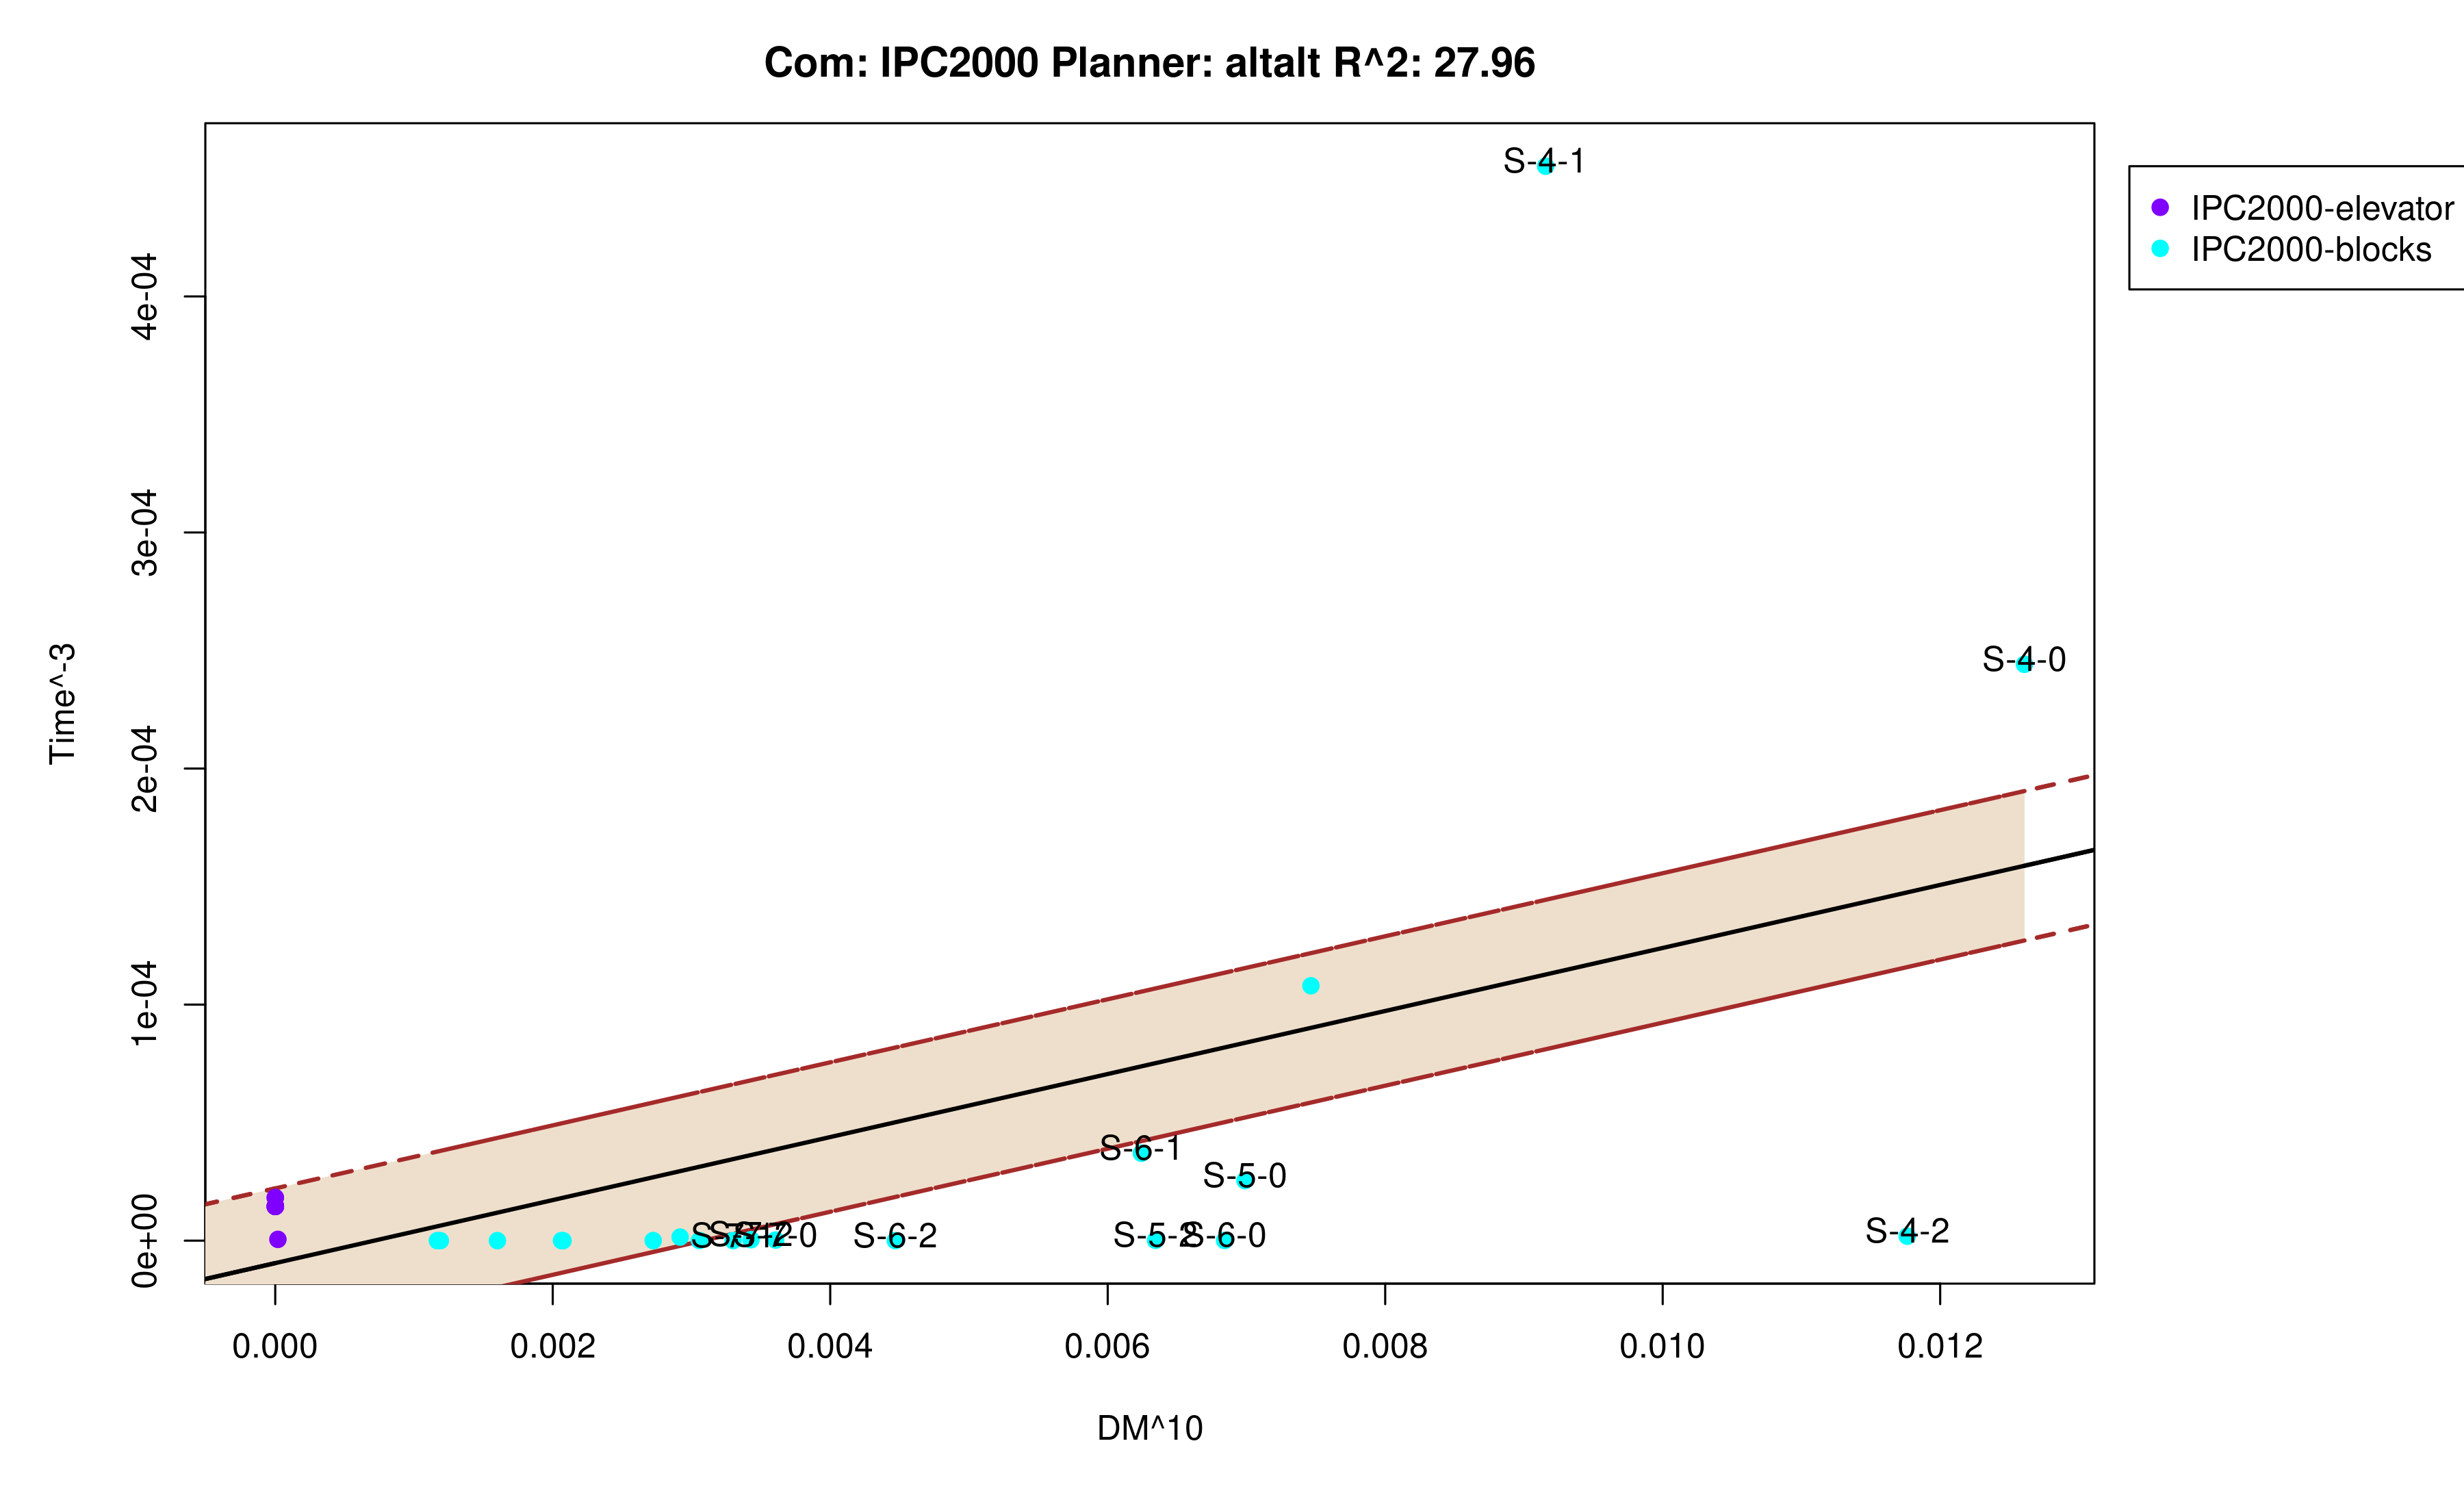 Com: IPC2000 Planner: altalt R^2: 27.96
IPC2000-elevator
IPC2000-blocks
Time^-3
4e-04
3e-04
2e-04
1e-04
0e+00
S-4-1
S-4-0
S-6-1
S-5-0
S-6-2
S-5-2
S-6-0
S-4-2
0.000
0.002
0.004
0.006
0.008
0.010
0.012
DM^10